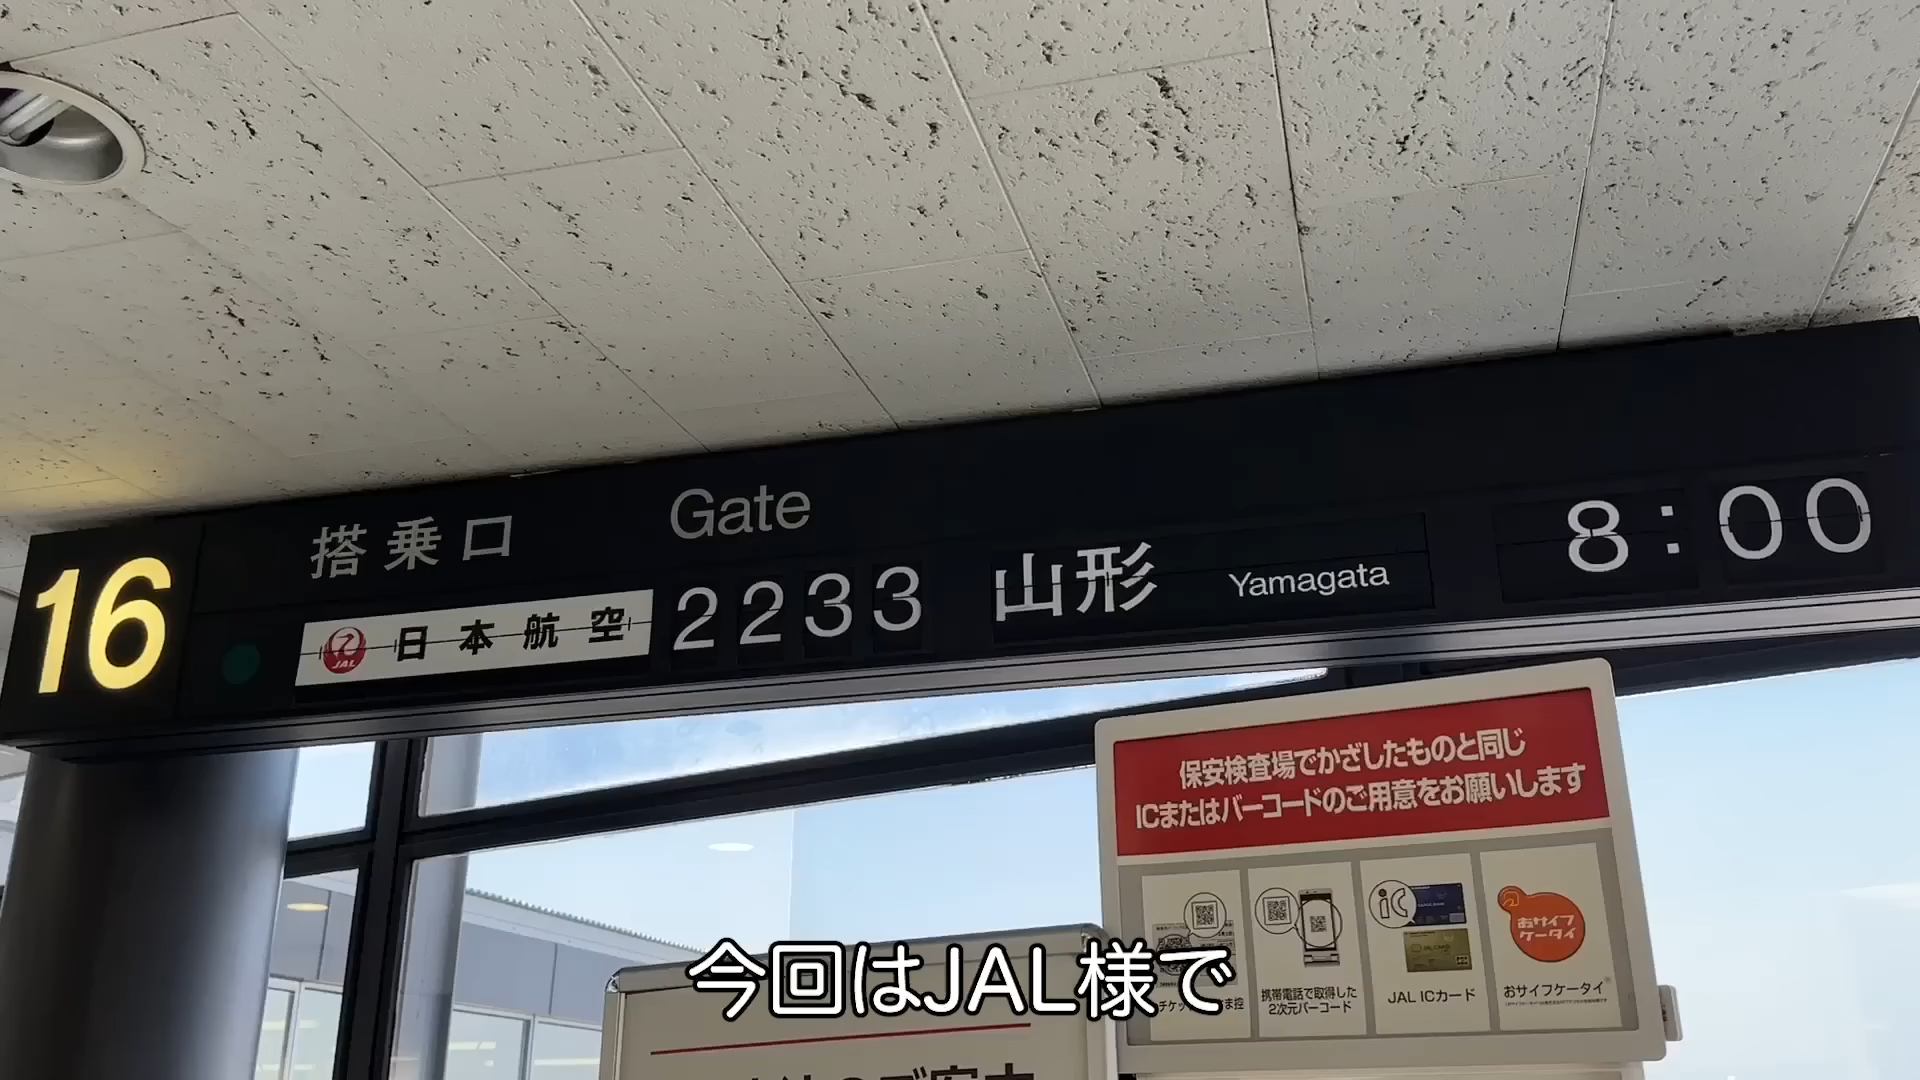 搭乗口 Gate
16
JAL 日本航空 2233 山形 Yamagata 8:00
保安検査場でかざしたものと同じ
ICまたはバーコードのご用意をお願いします
おサイフケータイ
携帯電話で取得した
2次元バーコード
JAL ICカード
おサイフケータイ
今回はJAL様で